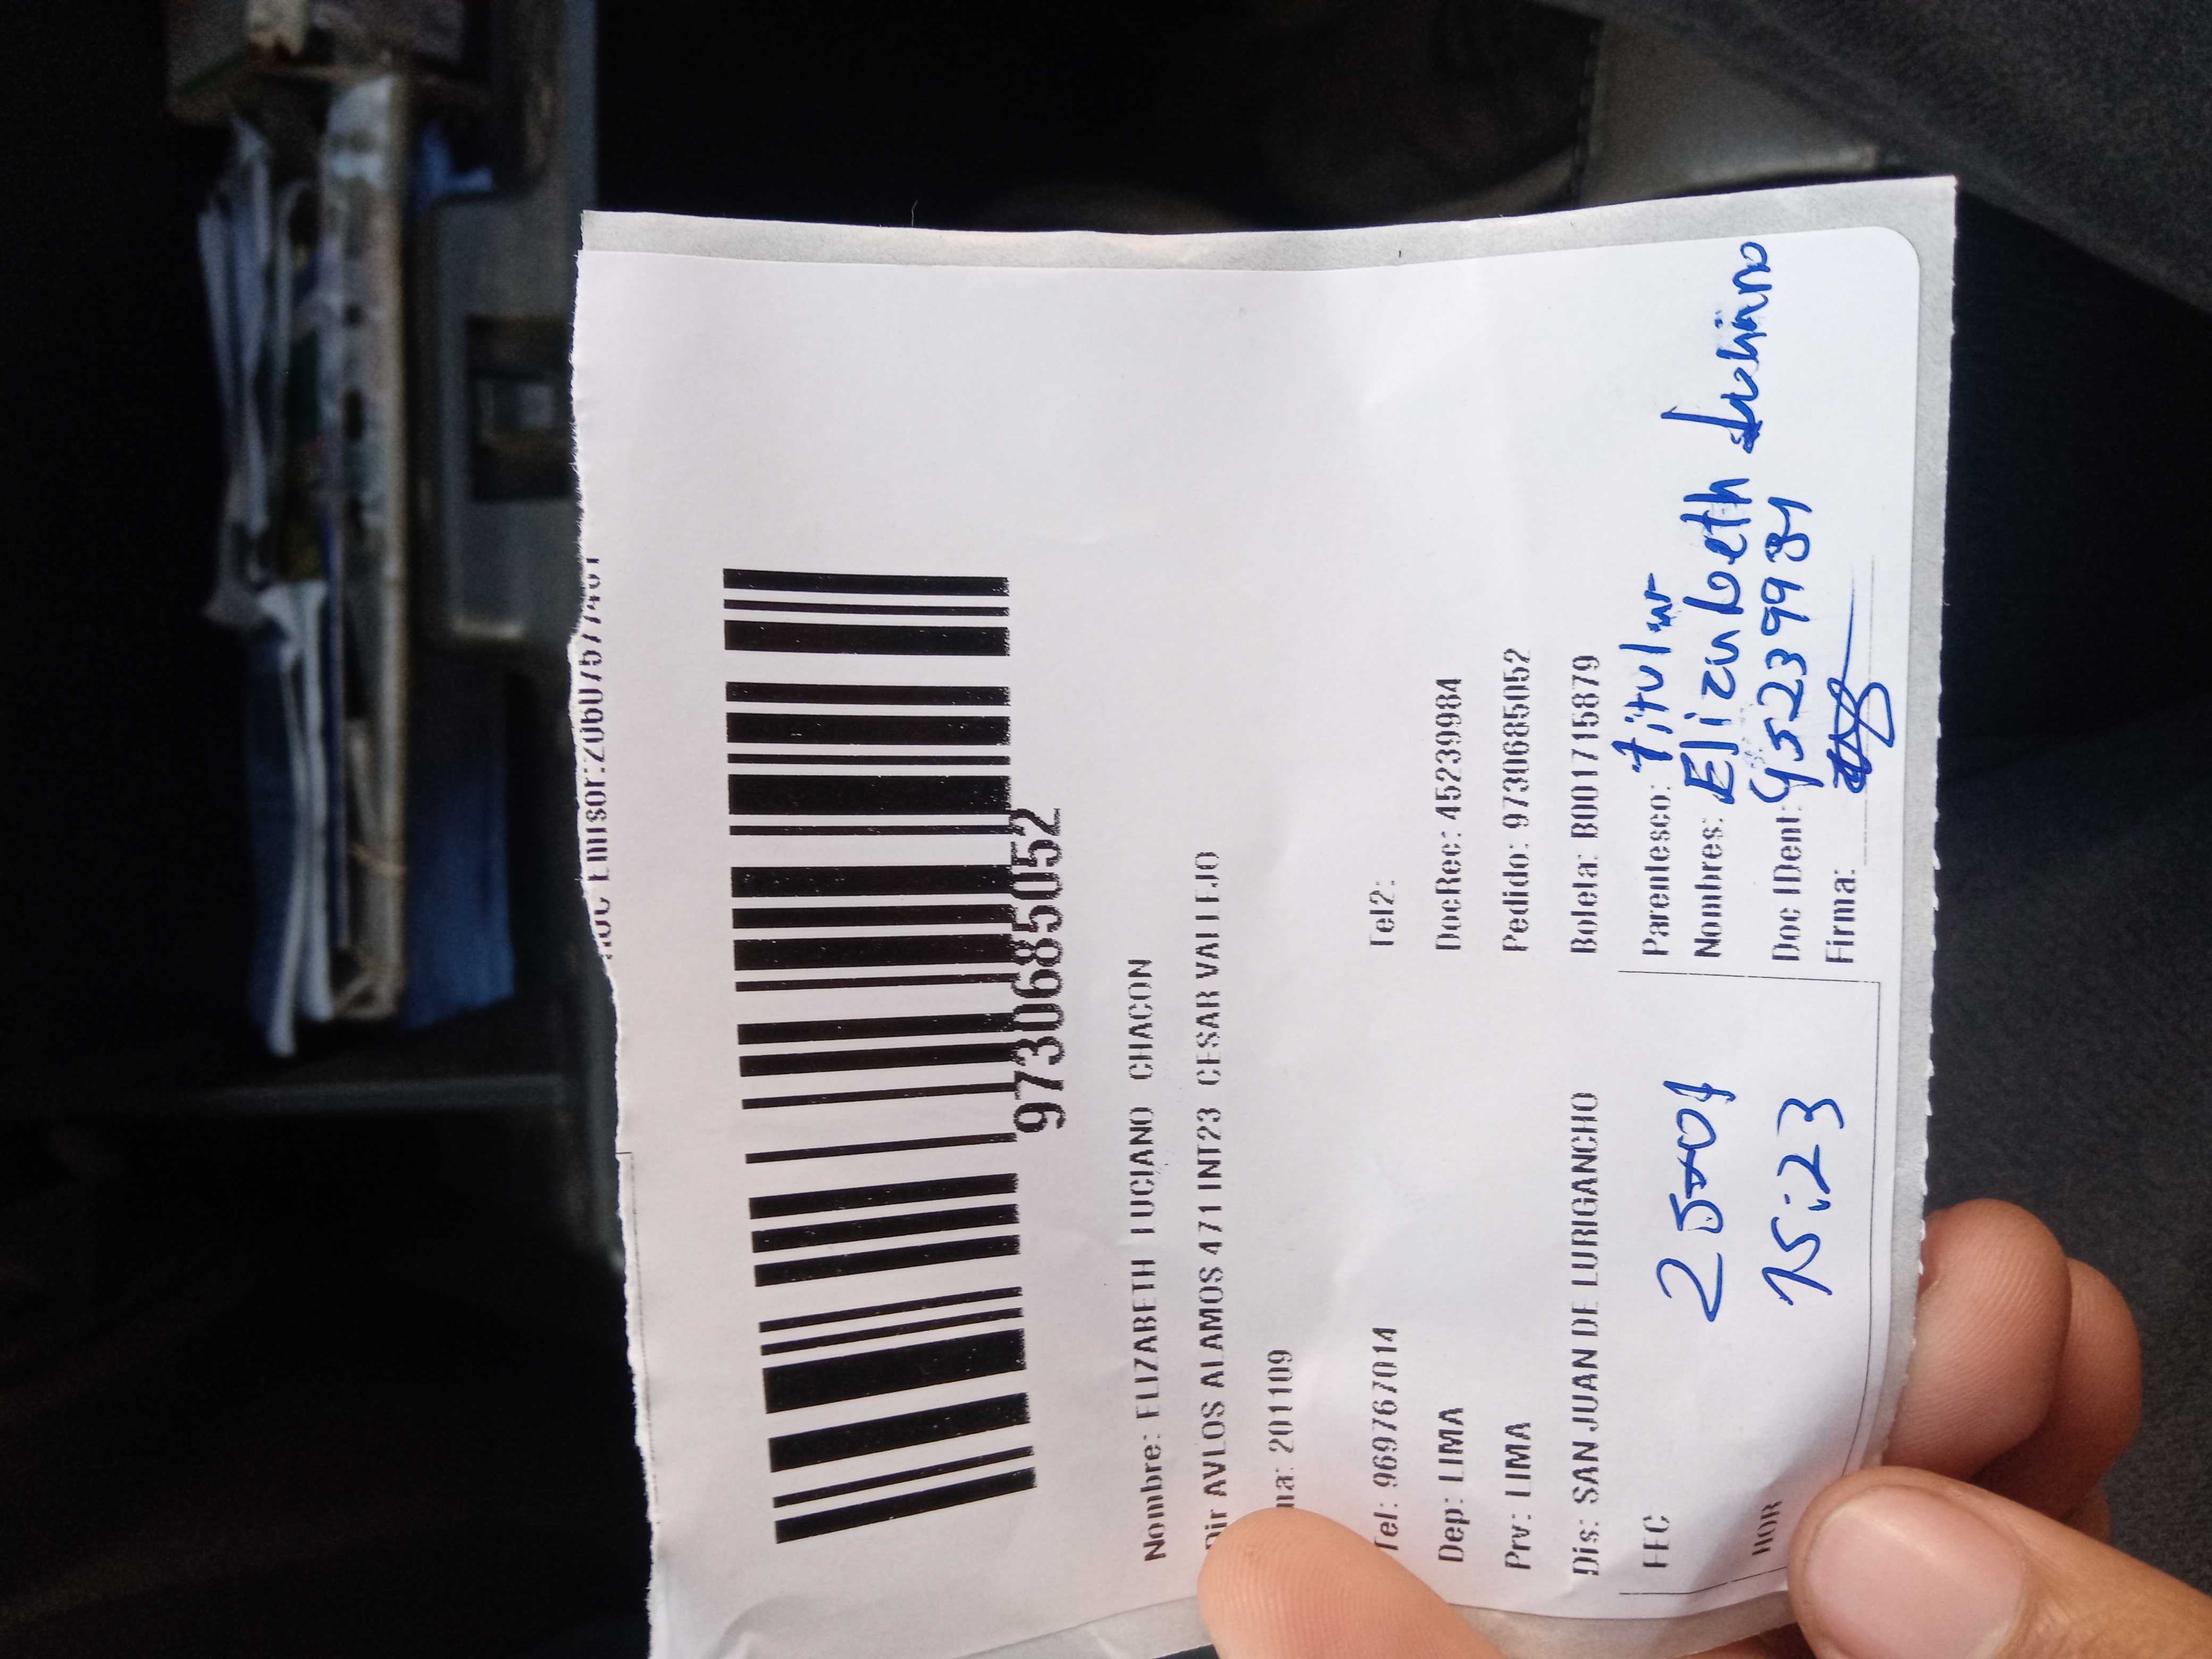 Emisor:20607577461
9730685052
Nombre: ELIZABETH LUCIANO CHACON
Dir AVLOS ALAMOS 471 INT23 CESAR VALLEJO
na: 201109
Tel: 969767014 Tel2:
Dep: LIMA DocRec: 45239984
Prv: LIMA Pedido: 9730685052
Dis: SAN JUAN DE LURIGANCHO Boleta: B001715879
FEC 25-01
HOR 15:23
Parentesco: titular
Nombres: Elizabeth Luciano
Doc IDent: 45239984
Firma: